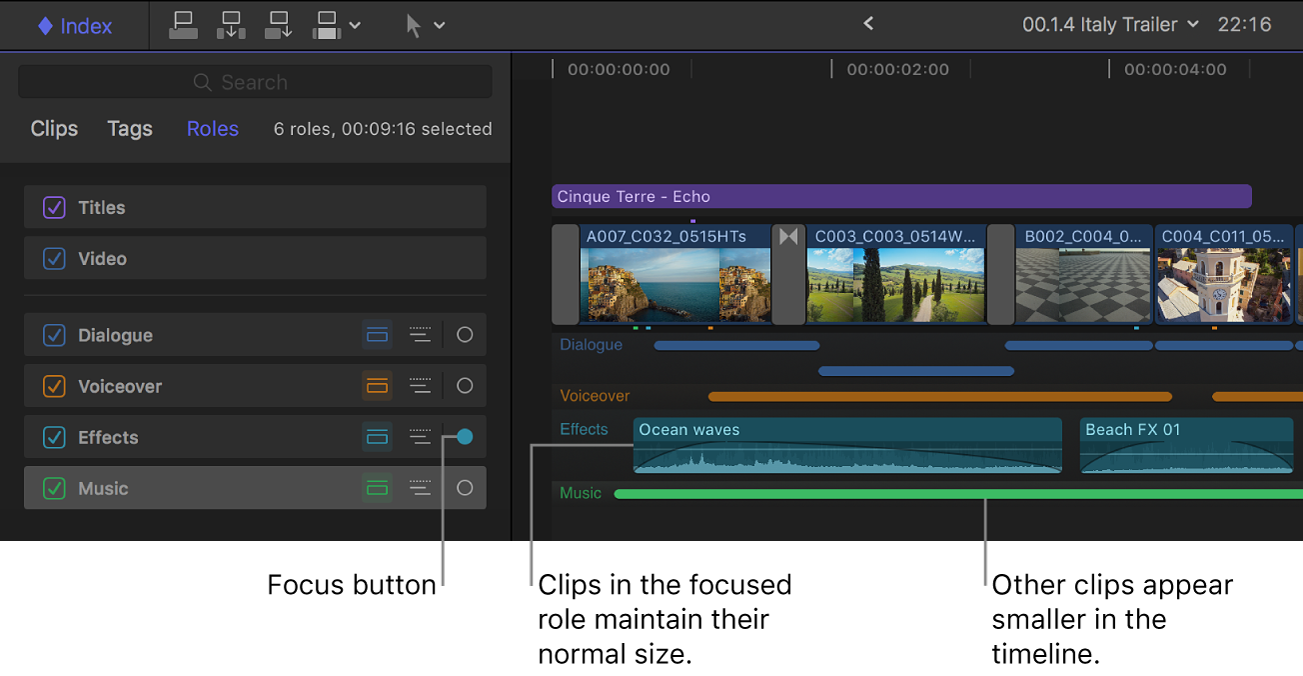 Index
00.1.4 Italy Trailer
22:16
Search
Clips
Tags
Roles
6 roles, 00:09:16 selected
00:00:00:00
00:00:02:00
00:00:04:00
Titles
Video
Dialogue
Voiceover
Effects
Music
Cinque Terre - Echo
A007_C032_0515HTs
C003_C003_0514W...
B002_C004_0...
C004_C011_05...
Dialogue
Voiceover
Effects
Ocean waves
Beach FX 01
Music
Focus button
Clips in the focused
role maintain their
normal size.
Other clips appear
smaller in the
timeline.